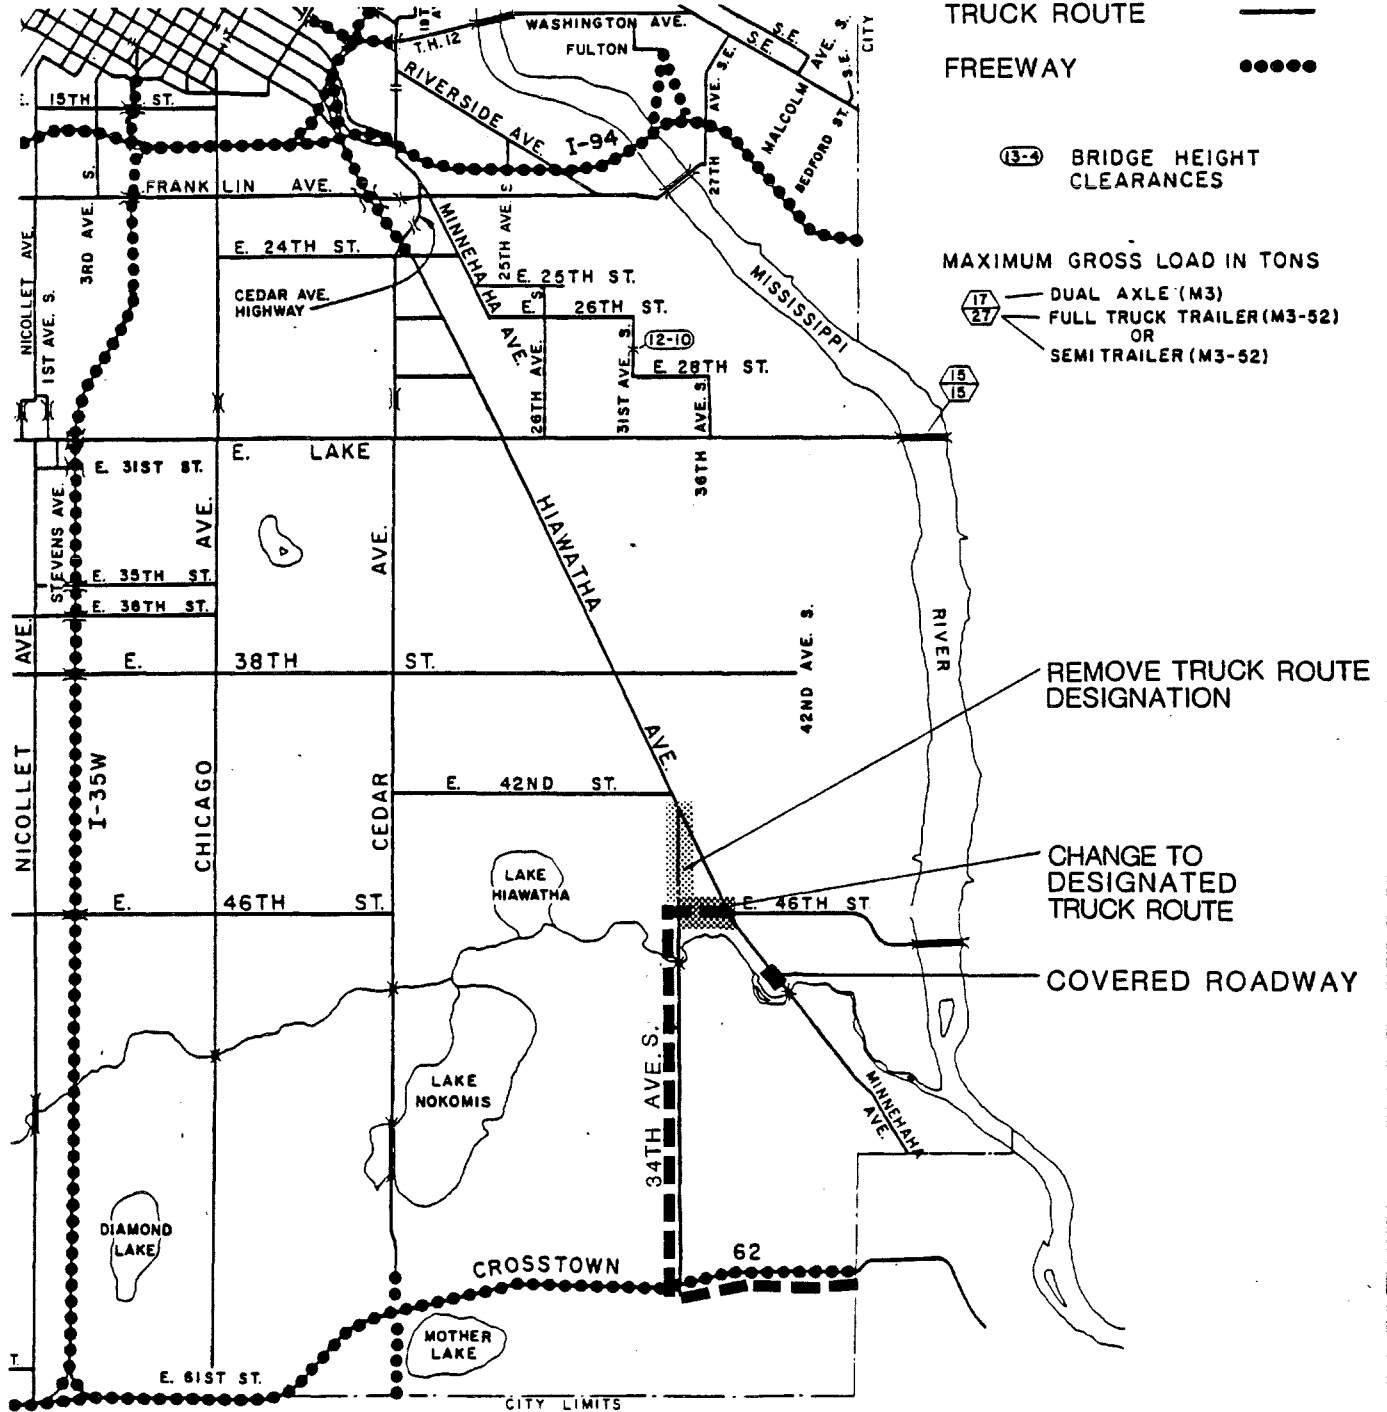 TRUCK ROUTE
FREEWAY
13-4 BRIDGE HEIGHT
CLEARANCES
MAXIMUM GROSS LOAD IN TONS
17
27
DUAL AXLE (M3)
FULL TRUCK TRAILER (M3-52)
OR
SEMITRAILER (M3-52)
WASHINGTON AVE.
FULTON
T.H. 12
S.E.
S.E.
AVE. S.
S.E.
CITY
RIVERSIDE AVE.
I-94
27TH AVE. S.E.
MALCOLM
BEDFORD ST.
15TH ST.
FRANKLIN AVE.
3RD AVE. S.
NICOLLET AVE.
1ST AVE. S.
E. 24TH ST.
CEDAR AVE.
HIGHWAY
MINNEHAHA AVE.
25TH AVE. S
E. 25TH ST.
E. 26TH ST.
26TH AVE. S.
31ST AVE. S.
12-10
E. 28TH ST.
36TH AVE. S.
MISSISSIPPI
RIVER
15
15
E. LAKE
E. 31ST ST.
STEVENS AVE.
E. 35TH ST.
E. 38TH ST.
E. 38TH ST.
HIAWATHA AVE.
42ND AVE. S.
REMOVE TRUCK ROUTE
DESIGNATION
NICOLLET AVE.
I-35W
CHICAGO AVE.
CEDAR AVE.
E. 42ND ST.
LAKE
HIAWATHA
CHANGE TO
DESIGNATED
TRUCK ROUTE
E. 46TH ST.
E. 46TH ST.
COVERED ROADWAY
LAKE
NOKOMIS
34TH AVE. S.
MINNEHAHA
AVE.
DIAMOND
LAKE
CROSSTOWN 62
MOTHER
LAKE
T.
E. 61ST ST.
CITY LIMITS